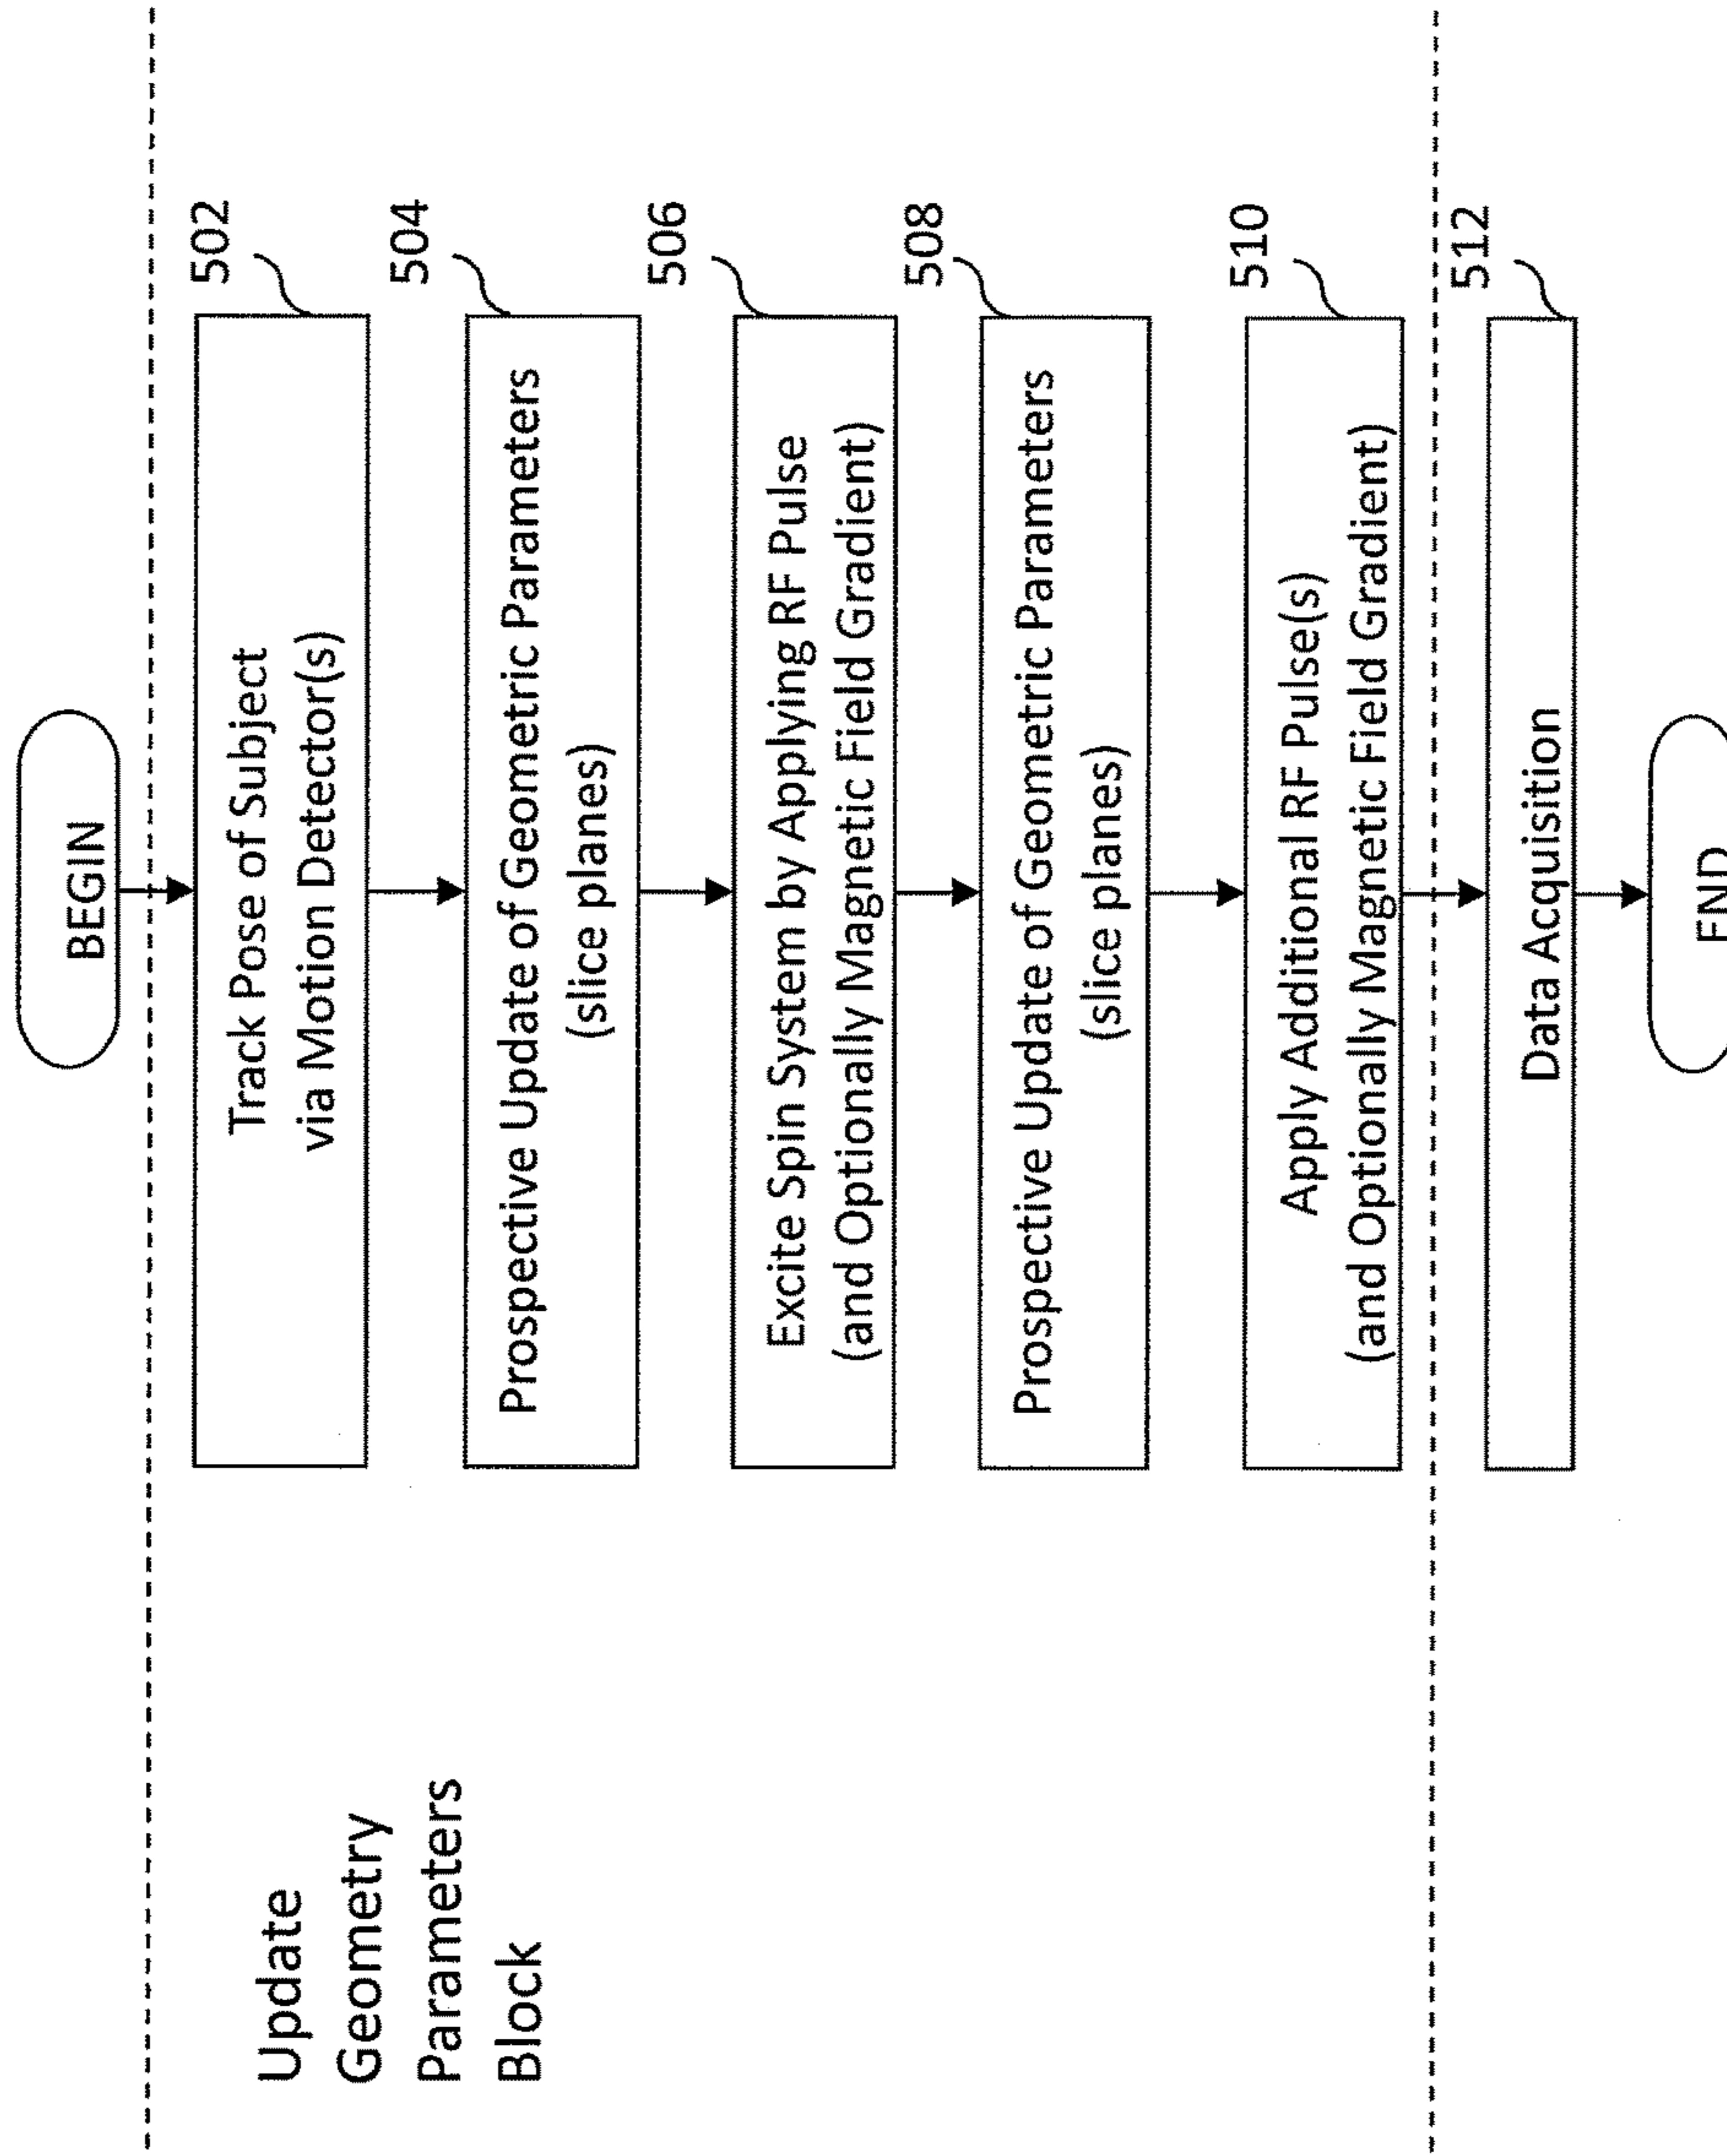 BEGIN
Update
Geometry
Parameters
Block
502
Track Pose of Subject
via Motion Detector(s)
504
Prospective Update of Geometric Parameters
(slice planes)
506
Excite Spin System by Applying RF Pulse
(and Optionally Magnetic Field Gradient)
508
Prospective Update of Geometric Parameters
(slice planes)
510
Apply Additional RF Pulse(s)
(and Optionally Magnetic Field Gradient)
512
Data Acquisition
END